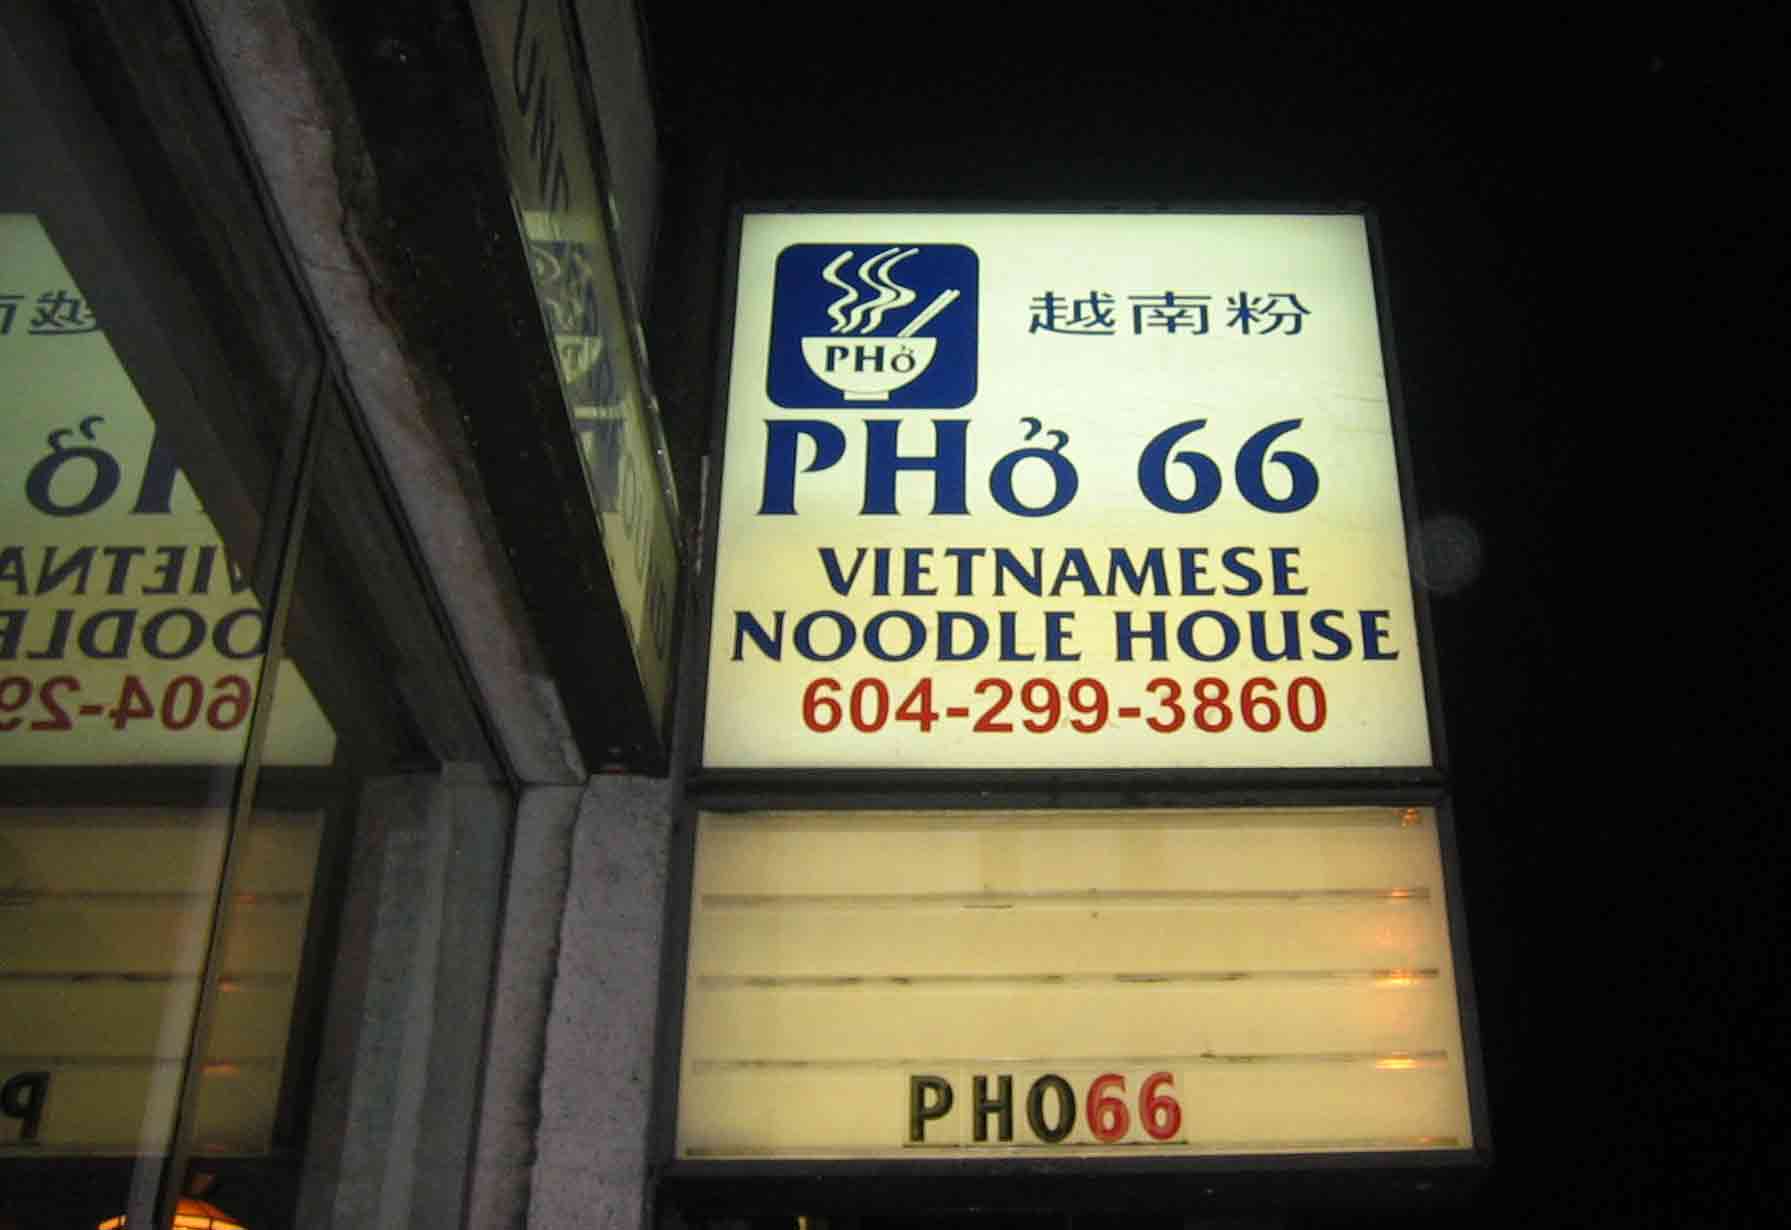 越南粉
PHở
PHở 66
VIETNAMESE
NOODLE HOUSE
604-299-3860
PHO66